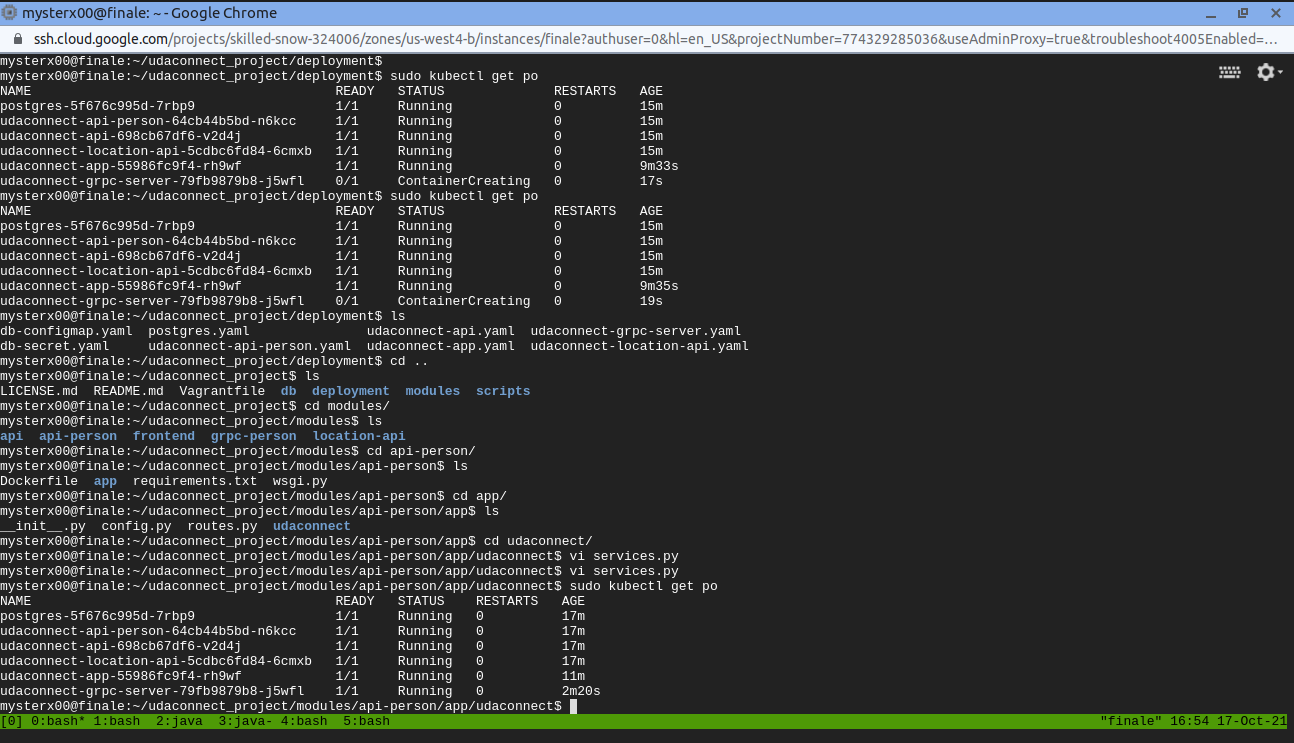 mysterx00@finale: ~ - Google Chrome
ssh.cloud.google.com/projects/skilled-snow-324006/zones/us-west4-b/instances/finale?authuser=0&hl=en_US&projectNumber=774329285036&useAdminProxy=true&troubleshoot4005Enabled=...
mysterx00@finale:~/udaconnect_project/deployment$
mysterx00@finale:~/udaconnect_project/deployment$ sudo kubectl get po
NAME                                       READY   STATUS              RESTARTS   AGE
postgres-5f676c995d-7rbp9                  1/1     Running             0          15m
udaconnect-api-person-64cb44b5bd-n6kcc     1/1     Running             0          15m
udaconnect-api-698cb67df6-v2d4j            1/1     Running             0          15m
udaconnect-location-api-5cdbc6fd84-6cmxb   1/1     Running             0          15m
udaconnect-app-55986fc9f4-rh9wf            1/1     Running             0          9m33s
udaconnect-grpc-server-79fb9879b8-j5wfl    0/1     ContainerCreating   0          17s
mysterx00@finale:~/udaconnect_project/deployment$ sudo kubectl get po
NAME                                       READY   STATUS              RESTARTS   AGE
postgres-5f676c995d-7rbp9                  1/1     Running             0          15m
udaconnect-api-person-64cb44b5bd-n6kcc     1/1     Running             0          15m
udaconnect-api-698cb67df6-v2d4j            1/1     Running             0          15m
udaconnect-location-api-5cdbc6fd84-6cmxb   1/1     Running             0          15m
udaconnect-app-55986fc9f4-rh9wf            1/1     Running             0          9m35s
udaconnect-grpc-server-79fb9879b8-j5wfl    0/1     ContainerCreating   0          19s
mysterx00@finale:~/udaconnect_project/deployment$ ls
db-configmap.yaml  postgres.yaml               udaconnect-api.yaml  udaconnect-grpc-server.yaml
db-secret.yaml     udaconnect-api-person.yaml  udaconnect-app.yaml  udaconnect-location-api.yaml
mysterx00@finale:~/udaconnect_project/deployment$ cd ..
mysterx00@finale:~/udaconnect_project$ ls
LICENSE.md  README.md  Vagrantfile  db  deployment  modules  scripts
mysterx00@finale:~/udaconnect_project$ cd modules/
mysterx00@finale:~/udaconnect_project/modules$ ls
api  api-person  frontend  grpc-person  location-api
mysterx00@finale:~/udaconnect_project/modules$ cd api-person/
mysterx00@finale:~/udaconnect_project/modules/api-person$ ls
Dockerfile  app  requirements.txt  wsgi.py
mysterx00@finale:~/udaconnect_project/modules/api-person$ cd app/
mysterx00@finale:~/udaconnect_project/modules/api-person/app$ ls
__init__.py  config.py  routes.py  udaconnect
mysterx00@finale:~/udaconnect_project/modules/api-person/app$ cd udaconnect/
mysterx00@finale:~/udaconnect_project/modules/api-person/app/udaconnect$ vi services.py
mysterx00@finale:~/udaconnect_project/modules/api-person/app/udaconnect$ vi services.py
mysterx00@finale:~/udaconnect_project/modules/api-person/app/udaconnect$ sudo kubectl get po
NAME                                       READY   STATUS    RESTARTS   AGE
postgres-5f676c995d-7rbp9                  1/1     Running   0          17m
udaconnect-api-person-64cb44b5bd-n6kcc     1/1     Running   0          17m
udaconnect-api-698cb67df6-v2d4j            1/1     Running   0          17m
udaconnect-location-api-5cdbc6fd84-6cmxb   1/1     Running   0          17m
udaconnect-app-55986fc9f4-rh9wf            1/1     Running   0          11m
udaconnect-grpc-server-79fb9879b8-j5wfl    1/1     Running   0          2m20s
mysterx00@finale:~/udaconnect_project/modules/api-person/app/udaconnect$
[0] 0:bash* 1:bash  2:java  3:java- 4:bash  5:bash "finale" 16:54 17-Oct-21